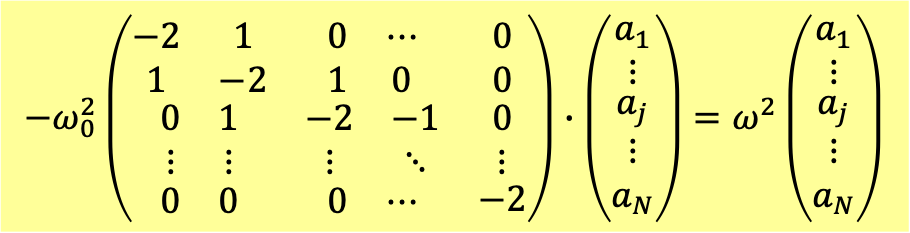 −2 1 0 ⋯ 0 a₁ a₁
1 −2 1 0 0 ⋮ ⋮
−ω₀² 0 1 −2 −1 0 · aⱼ = ω² aⱼ
⋮ ⋮ ⋮ ⋱ ⋮ ⋮ ⋮
0 0 0 ⋯ −2 a_N a_N